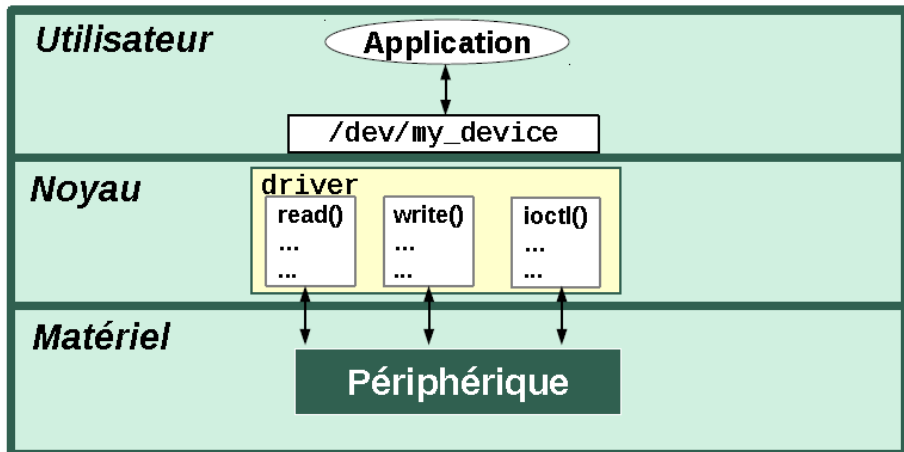 Utilisateur
Application
/dev/my_device
Noyau
driver
read()
...
...
write()
...
...
ioctl()
...
...
Matériel
Périphérique